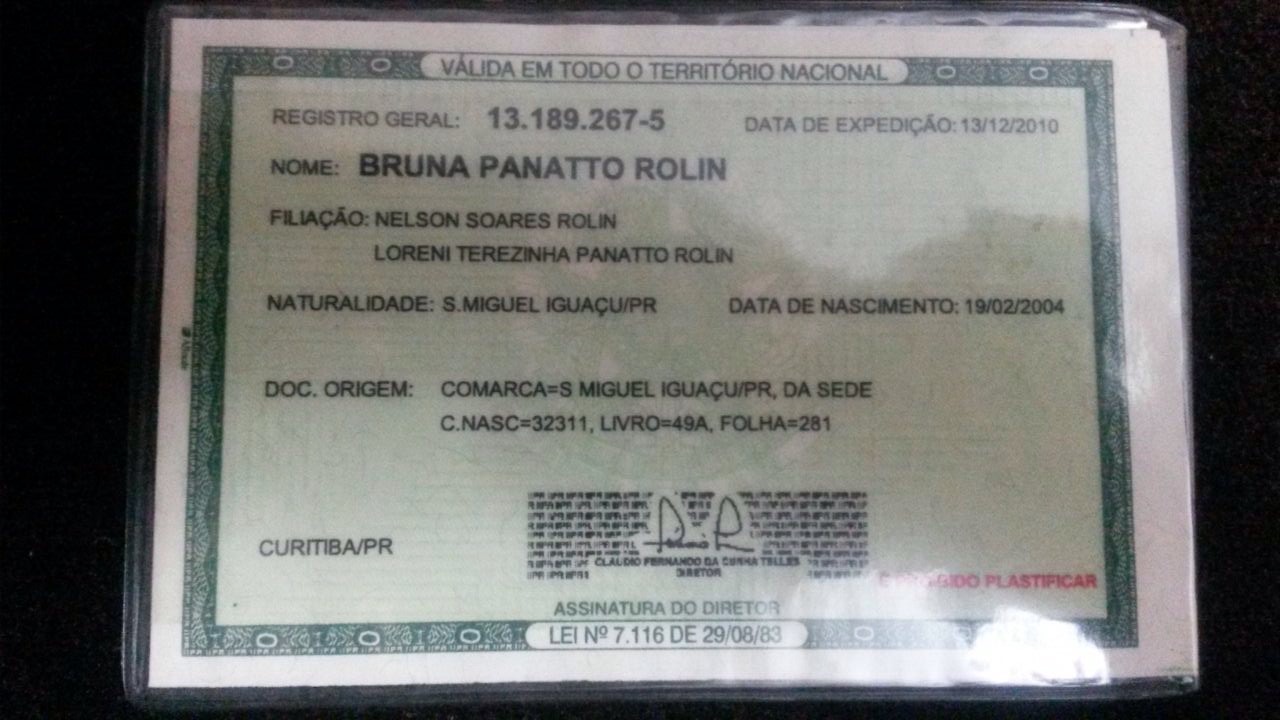 VÁLIDA EM TODO O TERRITÓRIO NACIONAL
REGISTRO GERAL: 13.189.267-5 DATA DE EXPEDIÇÃO: 13/12/2010
NOME: BRUNA PANATTO ROLIN
FILIAÇÃO: NELSON SOARES ROLIN
LORENI TEREZINHA PANATTO ROLIN
NATURALIDADE: S.MIGUEL IGUAÇU/PR DATA DE NASCIMENTO: 19/02/2004
DOC. ORIGEM: COMARCA=S MIGUEL IGUAÇU/PR, DA SEDE
C.NASC=32311, LIVRO=49A, FOLHA=281
CURITIBA/PR
CLAUDIO FERNANDO DA CUNHA TELLES
DIRETOR
PLASTIFICAR
ASSINATURA DO DIRETOR
LEI Nº 7.116 DE 29/08/83